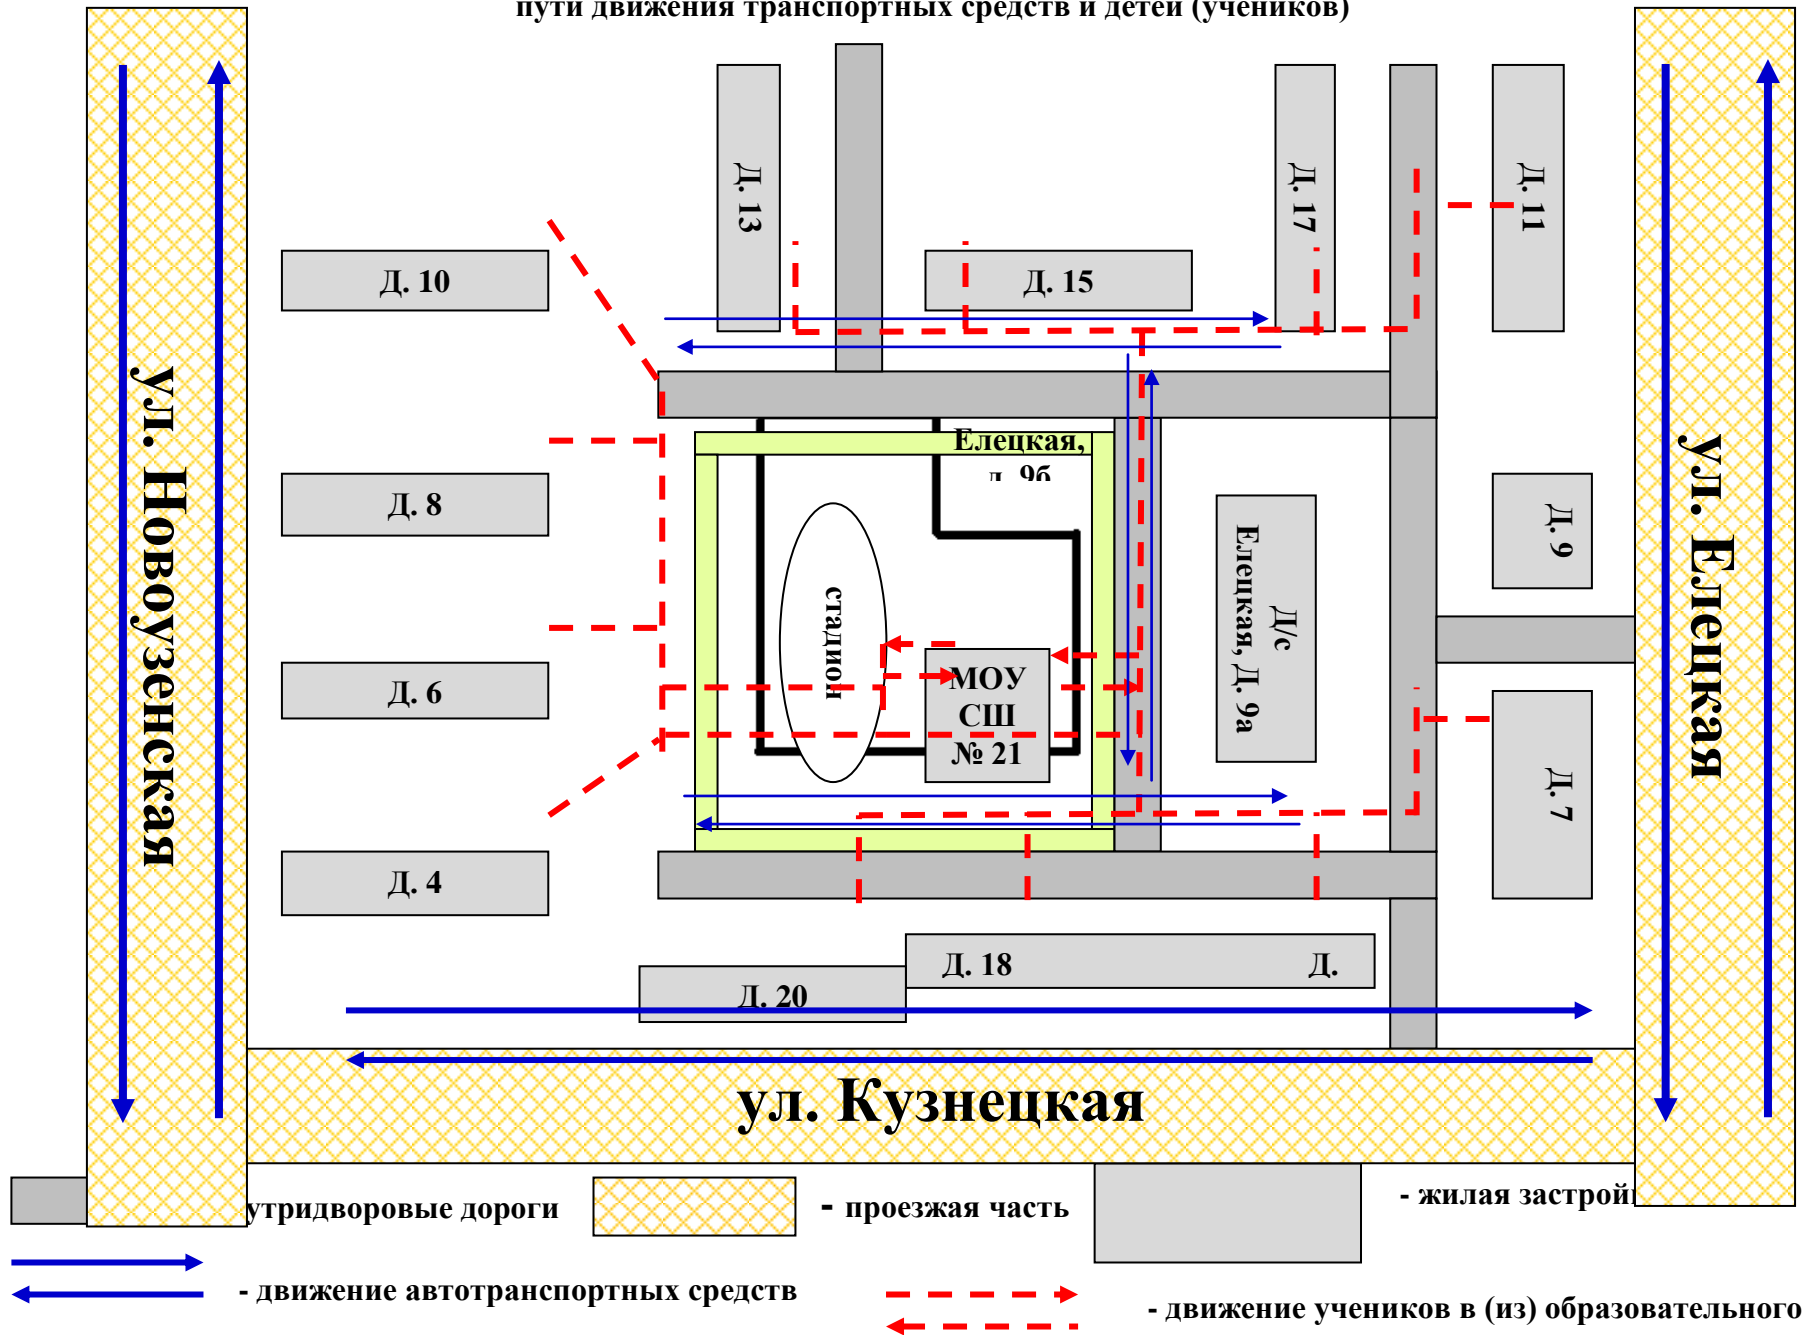 пути движения транспортных средств и детей (учеников)
Д. 13
Д. 17
Д. 11
Д. 10
Д. 15
ул. Новоузенская
ул. Елецкая
Елецкая,
д. 9б
Д. 8
Д. 9
стадион
Д/с
Елецкая, Д. 9а
Д. 6
МОУ
СШ
№ 21
Д. 7
Д. 4
Д. 18
Д.
Д. 20
ул. Кузнецкая
утридворовые дороги
- проезжая часть
- жилая застрой
- движение автотранспортных средств
- движение учеников в (из) образовательного